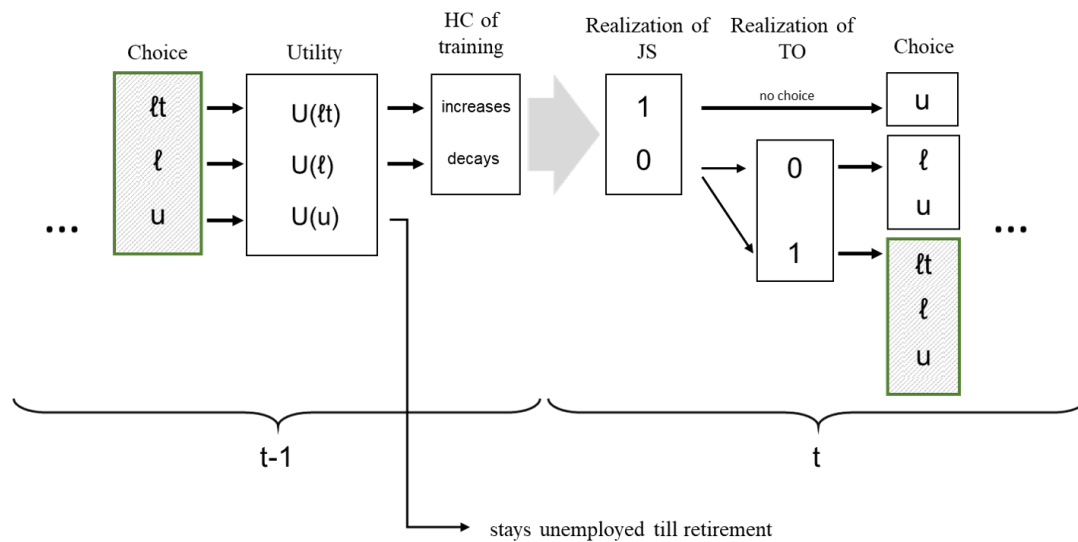 HC of
training
Realization of
JS
Realization of
TO
Choice
Utility
Choice
ℓt
ℓ
u
U(ℓt)
U(ℓ)
U(u)
increases
decays
1
0
no choice
0
1
u
ℓ
u
ℓt
ℓ
u
...
...
t-1
t
stays unemployed till retirement